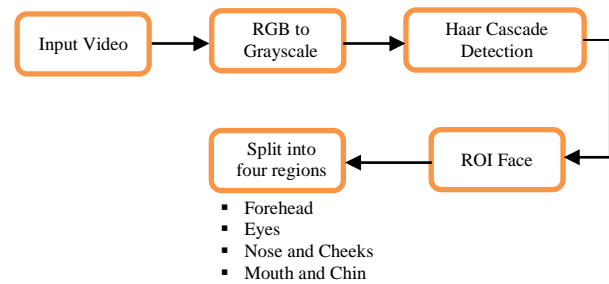 Input Video
RGB to
Grayscale
Haar Cascade
Detection
ROI Face
Split into
four regions
▪ Forehead
▪ Eyes
▪ Nose and Cheeks
▪ Mouth and Chin